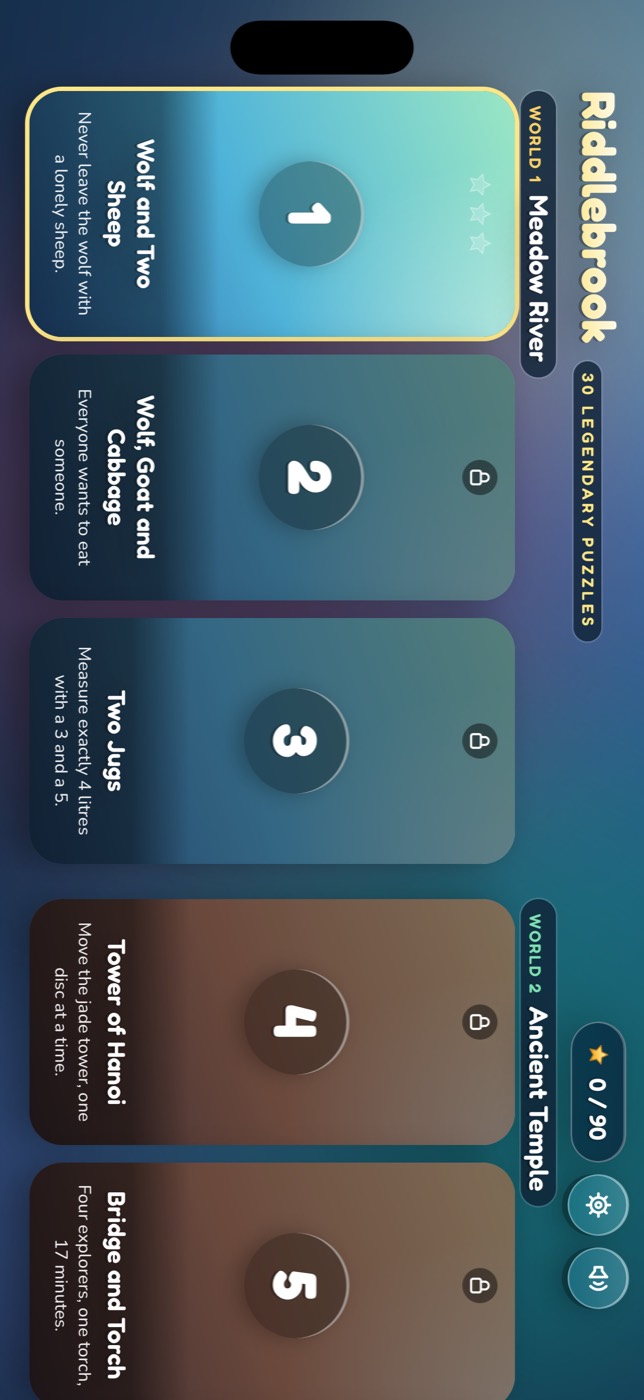 Riddlebrook
30 LEGENDARY PUZZLES
0 / 90
WORLD 1 Meadow River
1
Wolf and Two
Sheep
Never leave the wolf with
a lonely sheep.
2
Wolf, Goat and
Cabbage
Everyone wants to eat
someone.
3
Two Jugs
Measure exactly 4 litres
with a 3 and a 5.
WORLD 2 Ancient Temple
4
Tower of Hanoi
Move the jade tower, one
disc at a time.
5
Bridge and Torch
Four explorers, one torch,
17 minutes.